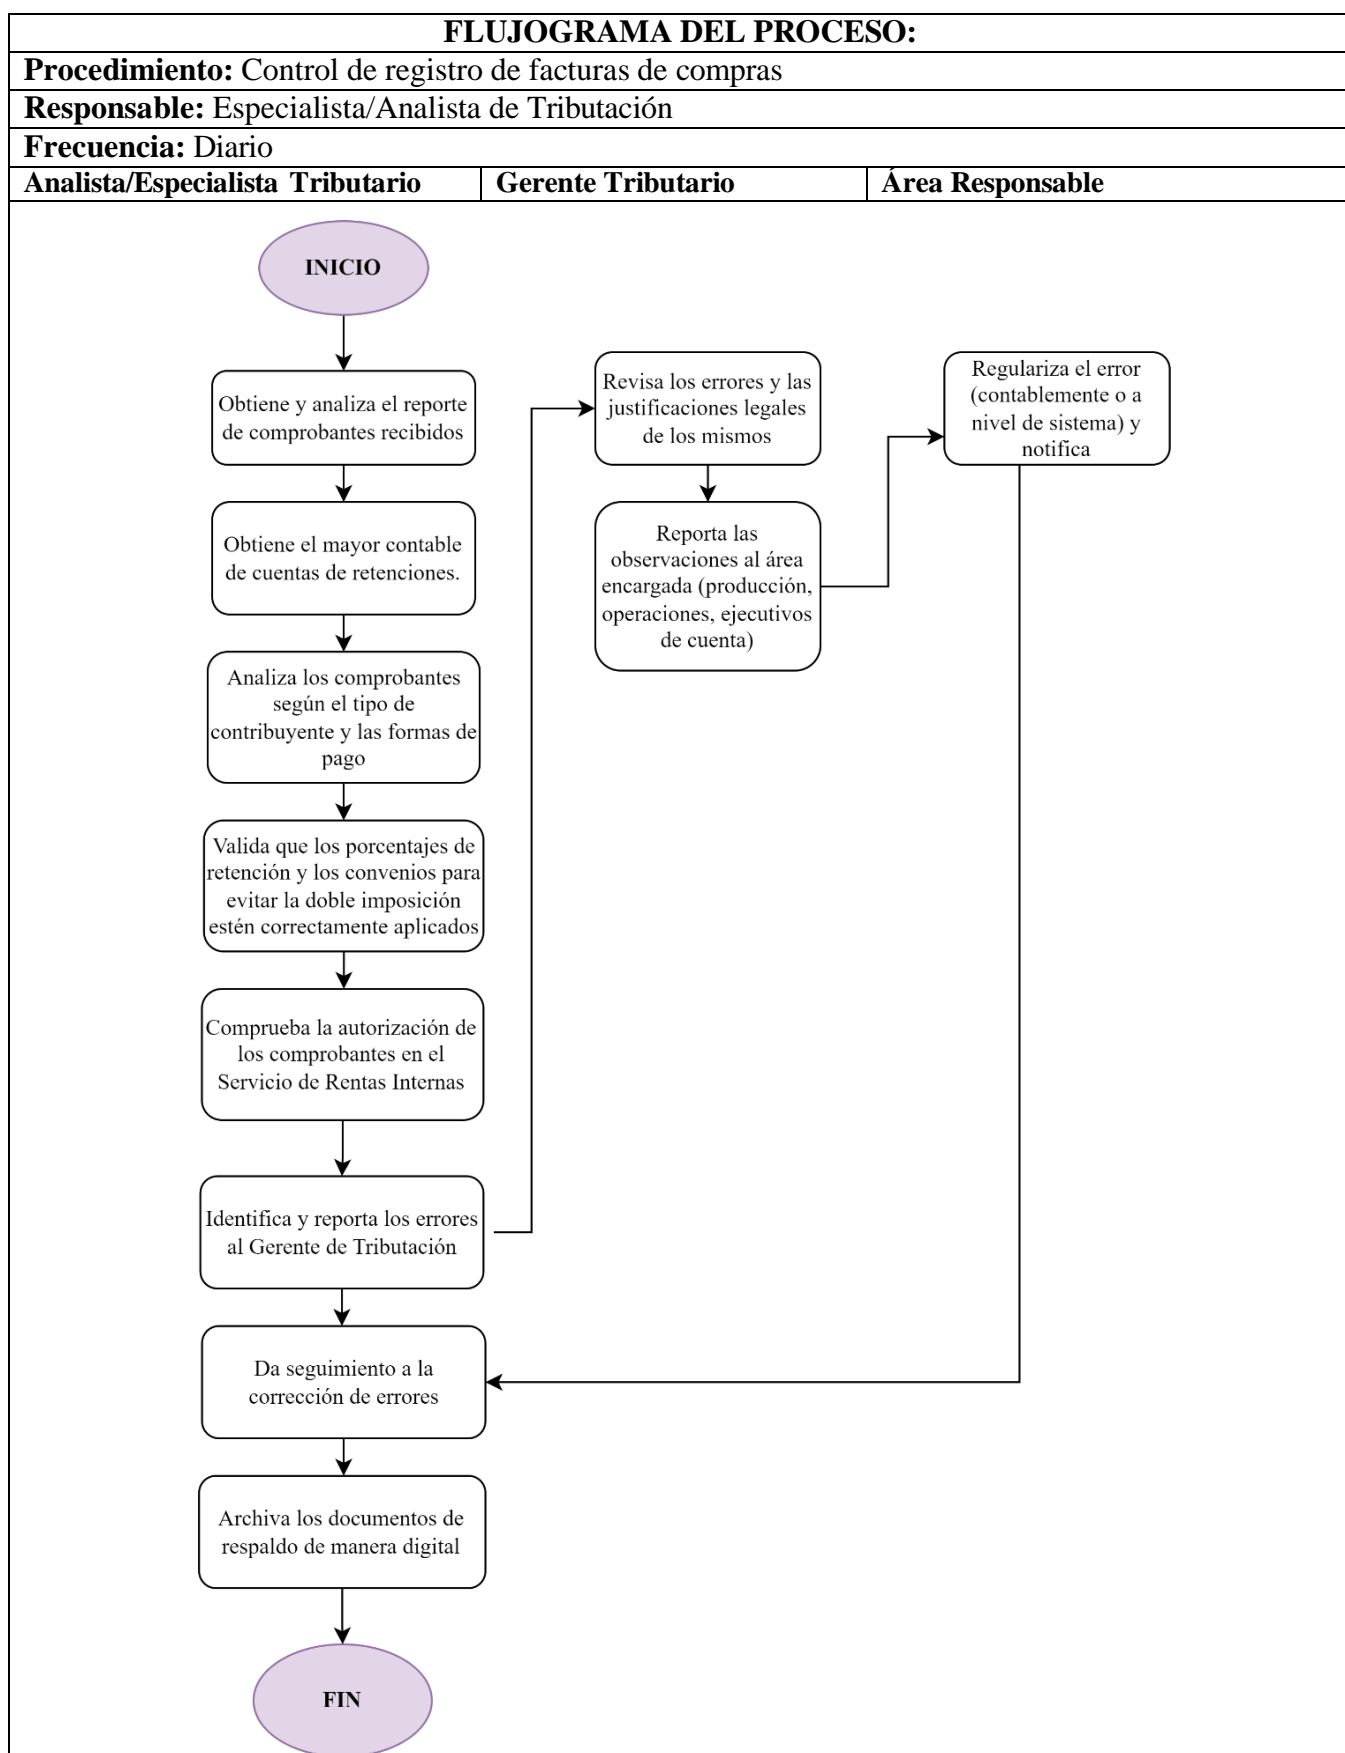 FLUJOGRAMA DEL PROCESO:
Procedimiento: Control de registro de facturas de compras
Responsable: Especialista/Analista de Tributación
Frecuencia: Diario
Analista/Especialista Tributario
Gerente Tributario
Área Responsable
INICIO
Obtiene y analiza el reporte
de comprobantes recibidos
Obtiene el mayor contable
de cuentas de retenciones.
Analiza los comprobantes
según el tipo de
contribuyente y las formas de
pago
Valida que los porcentajes de
retención y los convenios para
evitar la doble imposición
estén correctamente aplicados
Comprueba la autorización de
los comprobantes en el
Servicio de Rentas Internas
Identifica y reporta los errores
al Gerente de Tributación
Revisa los errores y las
justificaciones legales
de los mismos
Reporta las
observaciones al área
encargada (producción,
operaciones, ejecutivos
de cuenta)
Regulariza el error
(contablemente o a
nivel de sistema) y
notifica
Da seguimiento a la
corrección de errores
Archiva los documentos de
respaldo de manera digital
FIN